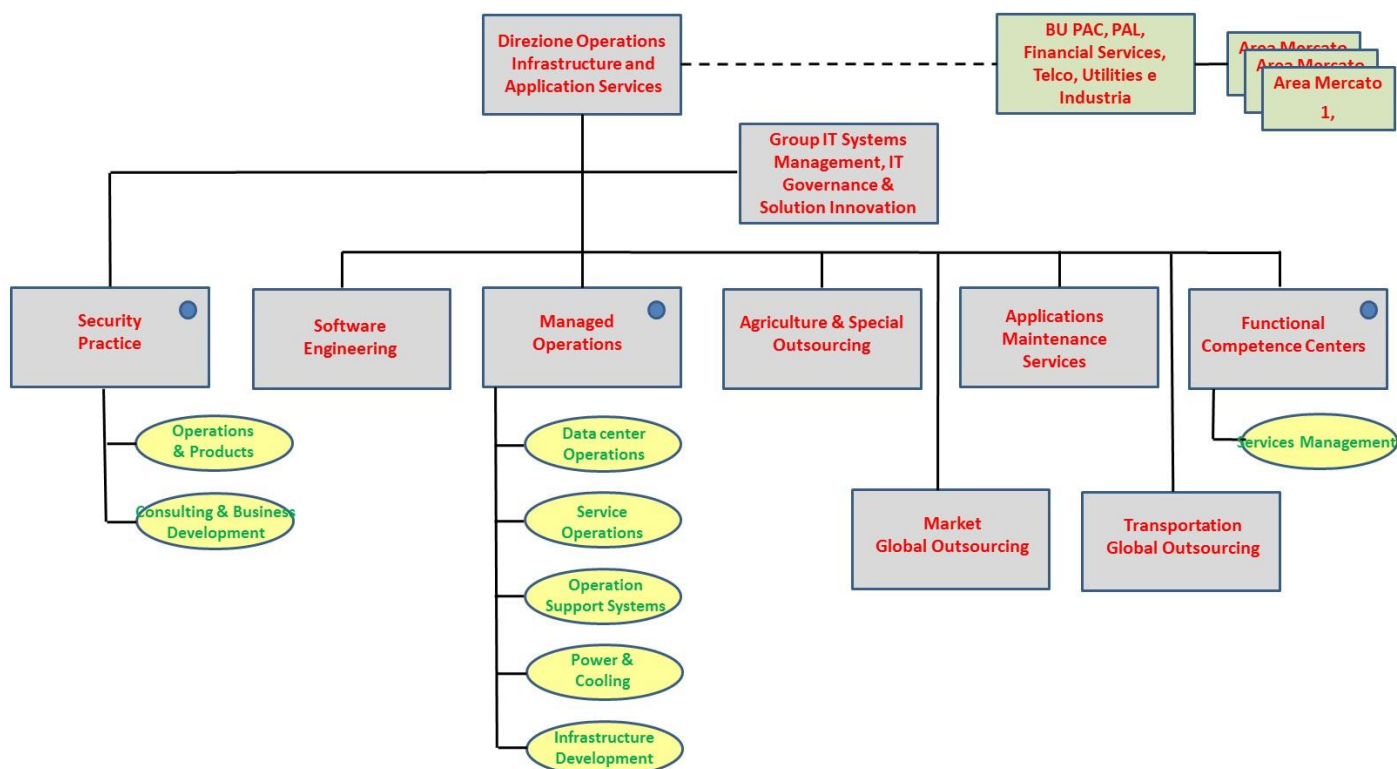 Direzione Operations
Infrastructure and
Application Services
BU PAC, PAL,
Financial Services,
Telco, Utilities e
Industria
Area Mercato
Area Mercato
Area Mercato
1,
Group IT Systems
Management, IT
Governance &
Solution Innovation
Security
Practice
Software
Engineering
Managed
Operations
Agriculture & Special
Outsourcing
Applications
Maintenance
Services
Functional
Competence Centers
Operations
& Products
Consulting & Business
Development
Data center
Operations
Service
Operations
Operation
Support Systems
Power &
Cooling
Infrastructure
Development
Services Management
Market
Global Outsourcing
Transportation
Global Outsourcing